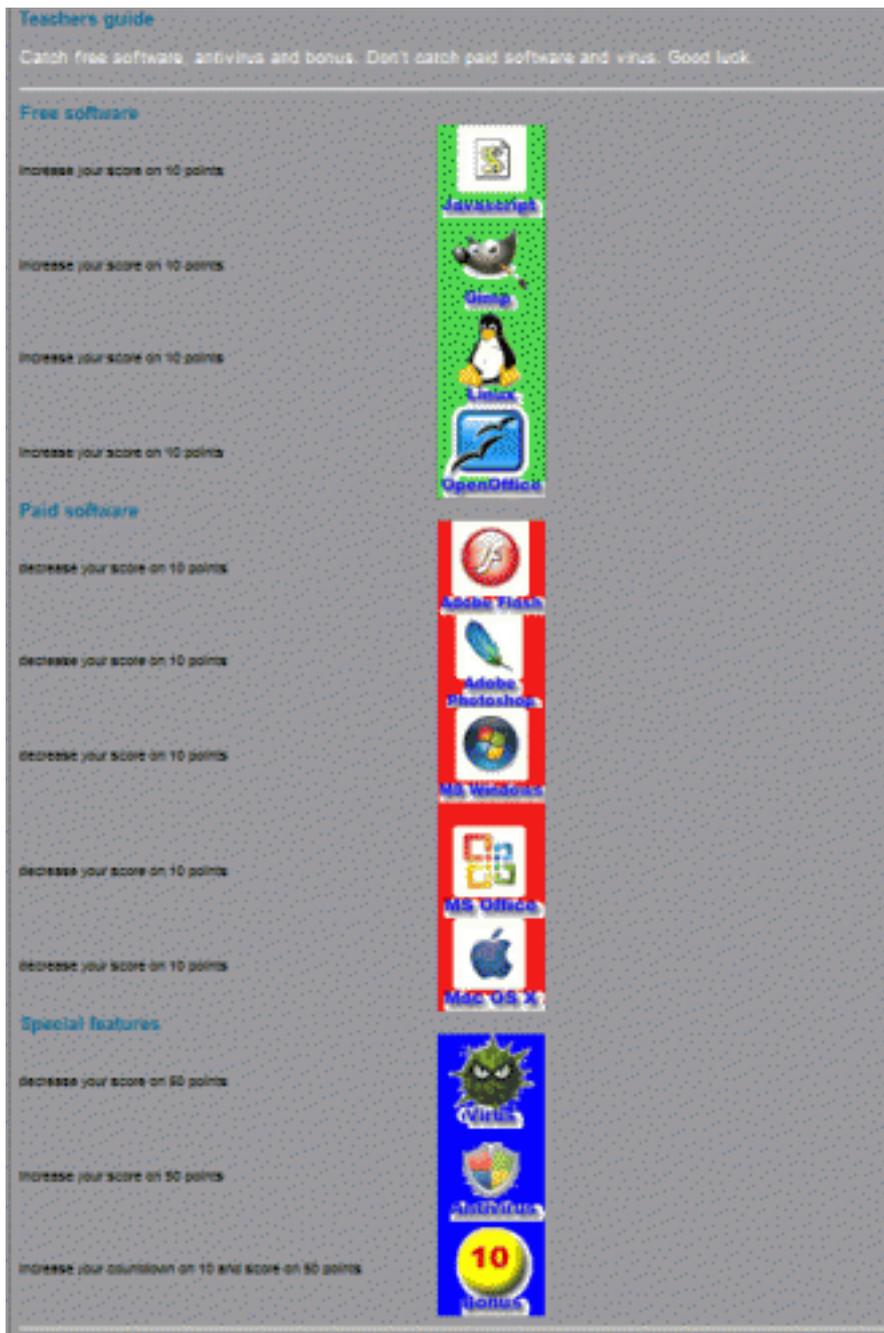 Teachers guide
Catch free software, antivirus and bonus. Don't catch paid software and virus. Good luck.
Free software
Increase your score on 10 points
Javascript
Increase your score on 10 points
Gimp
Increase your score on 10 points
Linux
Increase your score on 10 points
OpenOffice
Paid software
decrease your score on 10 points
Adobe Flash
decrease your score on 10 points
Adobe
Photoshop
decrease your score on 10 points
MS Windows
decrease your score on 10 points
MS Office
decrease your score on 10 points
Mac OS X
Special features
decrease your score on 50 points
Virus
Increase your score on 50 points
Antivirus
Increase your countdown on 10 and score on 50 points
10
Bonus